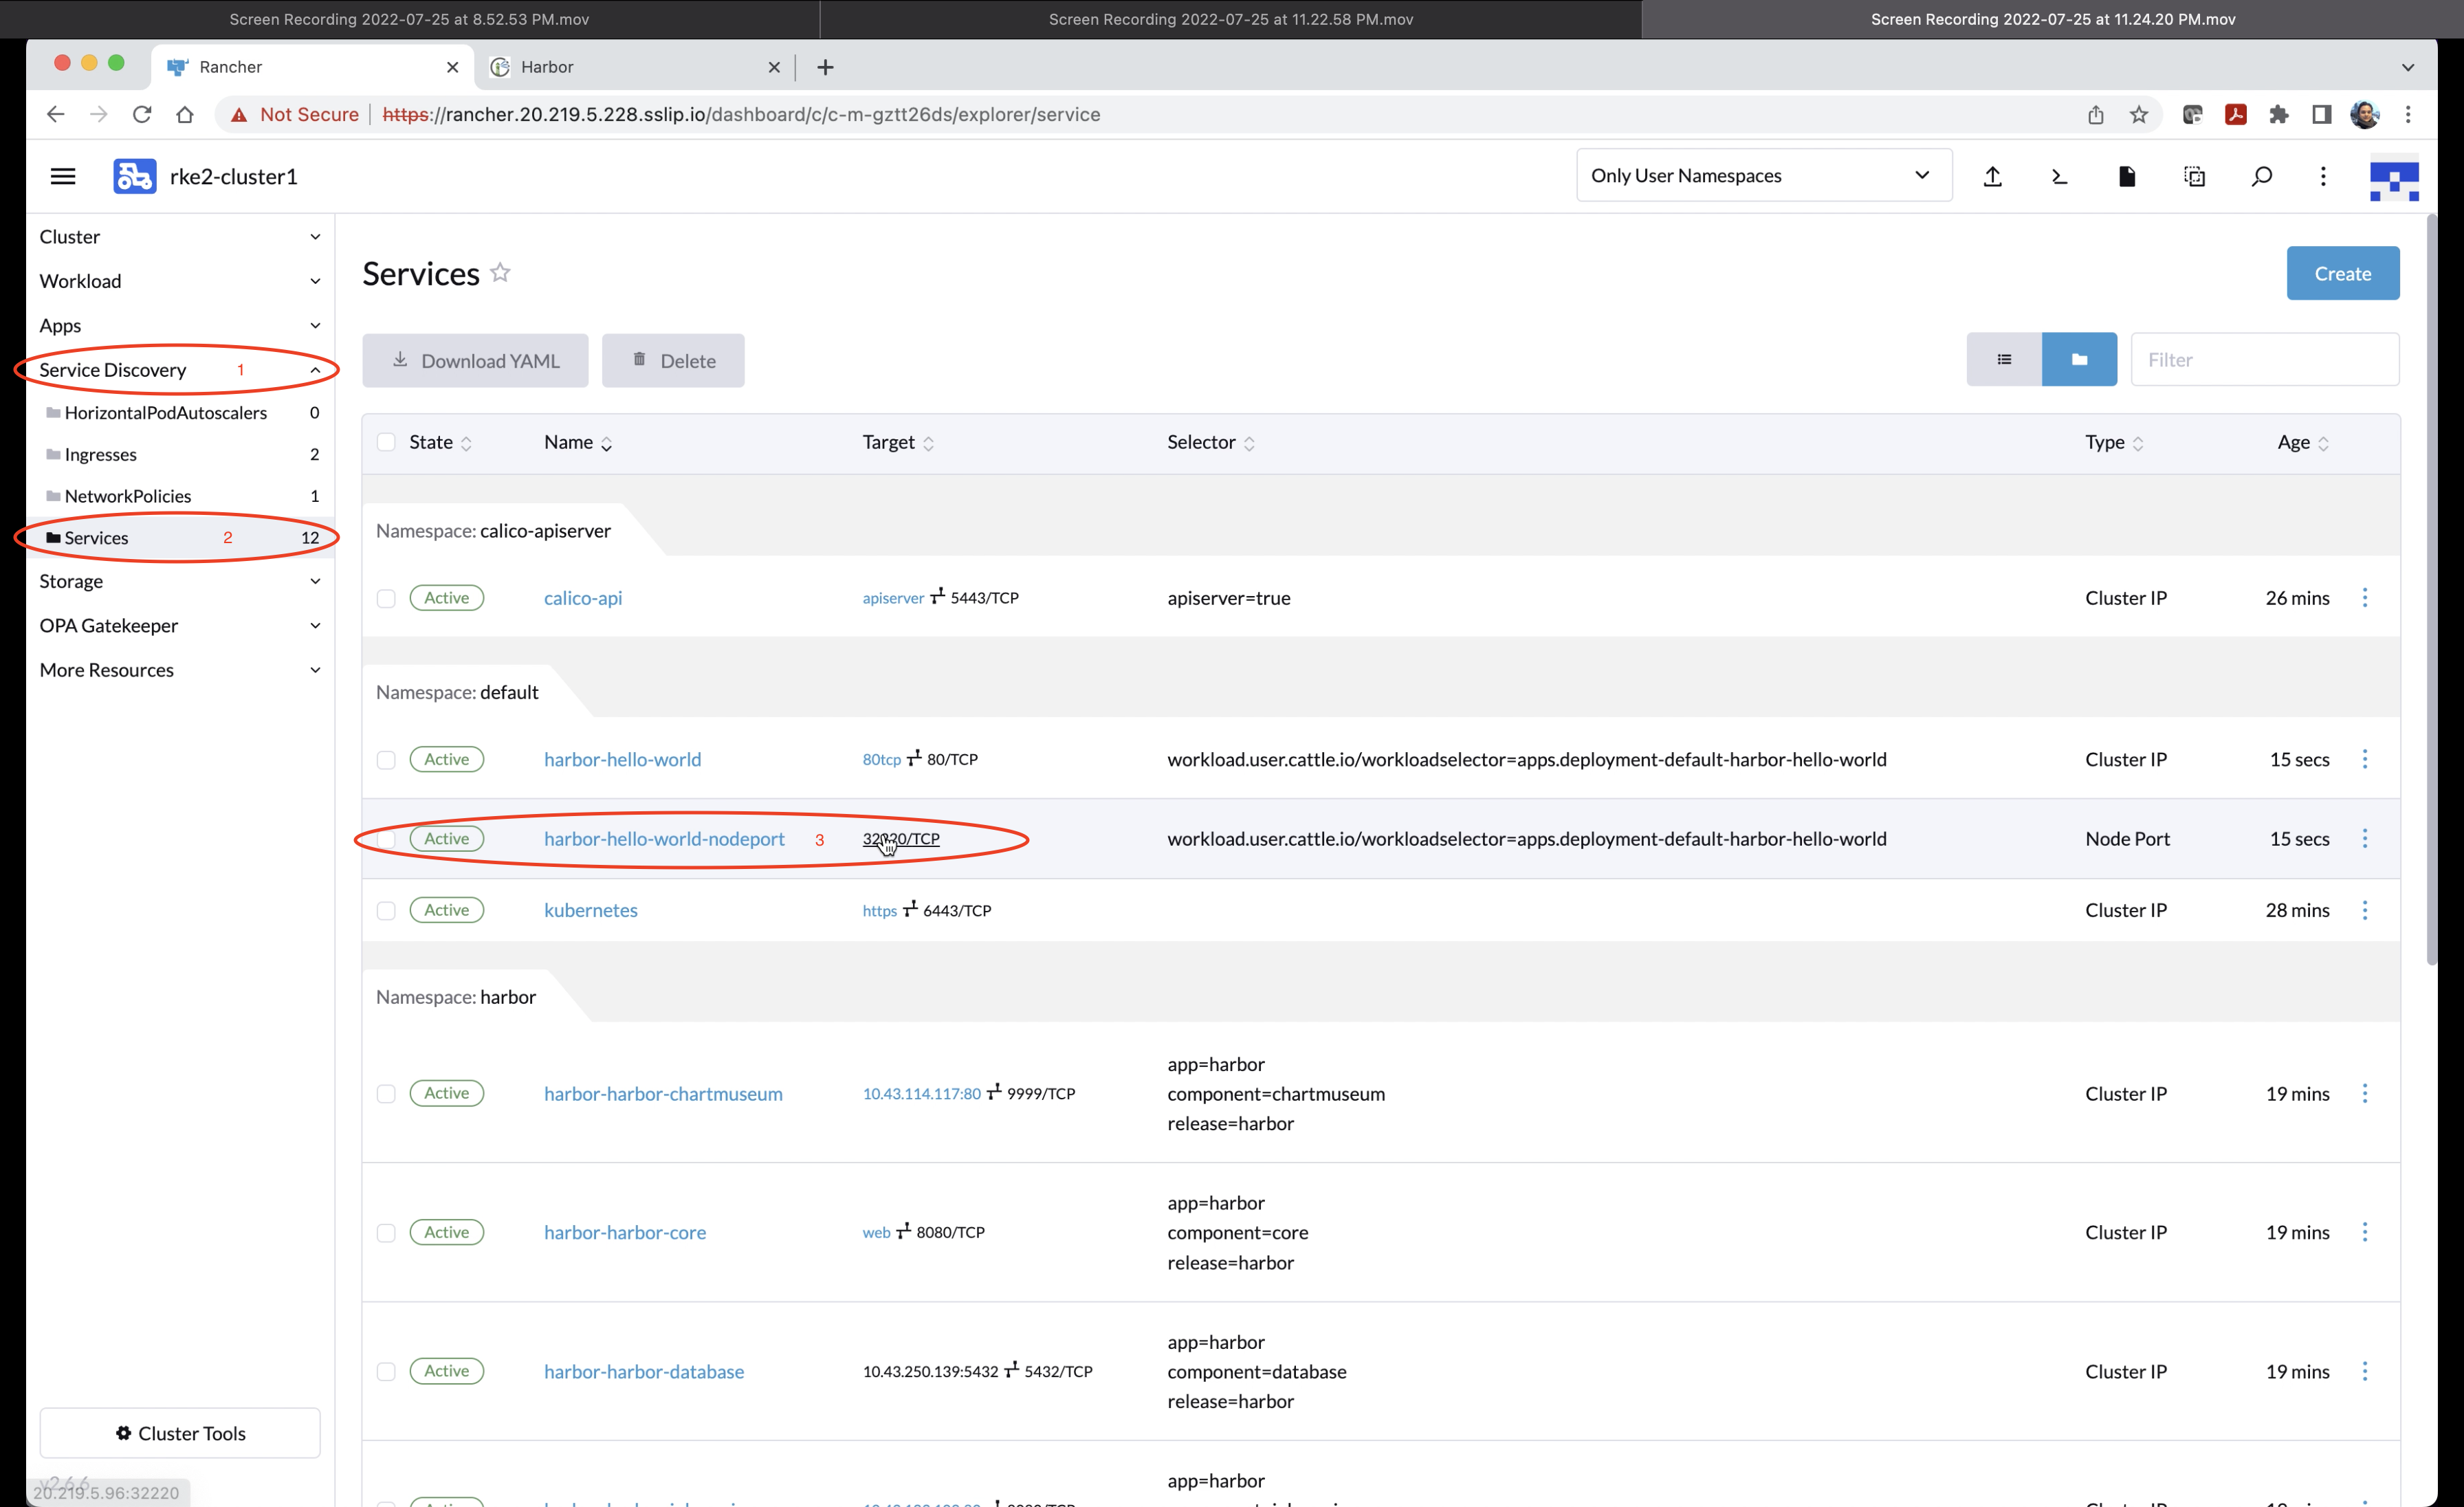 Screen Recording 2022-07-25 at 8.52.53 PM.mov
Screen Recording 2022-07-25 at 11.22.58 PM.mov
Screen Recording 2022-07-25 at 11.24.20 PM.mov
Rancher
Harbor
Not Secure https://rancher.20.219.5.228.sslip.io/dashboard/c/c-m-gztt26ds/explorer/service
rke2-cluster1
Only User Namespaces
Cluster
Workload
Apps
Service Discovery 1
HorizontalPodAutoscalers 0
Ingresses 2
NetworkPolicies 1
Services 2 12
Storage
OPA Gatekeeper
More Resources
Cluster Tools
v2.6.6
20.219.5.96:32220
Services
Create
Download YAML
Delete
Filter
State Name Target Selector Type Age
Namespace: calico-apiserver
Active calico-api apiserver 5443/TCP apiserver=true Cluster IP 26 mins
Namespace: default
Active harbor-hello-world 80tcp 80/TCP workload.user.cattle.io/workloadselector=apps.deployment-default-harbor-hello-world Cluster IP 15 secs
Active harbor-hello-world-nodeport 3 32220/TCP workload.user.cattle.io/workloadselector=apps.deployment-default-harbor-hello-world Node Port 15 secs
Active kubernetes https 6443/TCP Cluster IP 28 mins
Namespace: harbor
app=harbor
Active harbor-harbor-chartmuseum 10.43.114.117:80 9999/TCP component=chartmuseum Cluster IP 19 mins
release=harbor
app=harbor
Active harbor-harbor-core web 8080/TCP component=core Cluster IP 19 mins
release=harbor
app=harbor
Active harbor-harbor-database 10.43.250.139:5432 5432/TCP component=database Cluster IP 19 mins
release=harbor
app=harbor